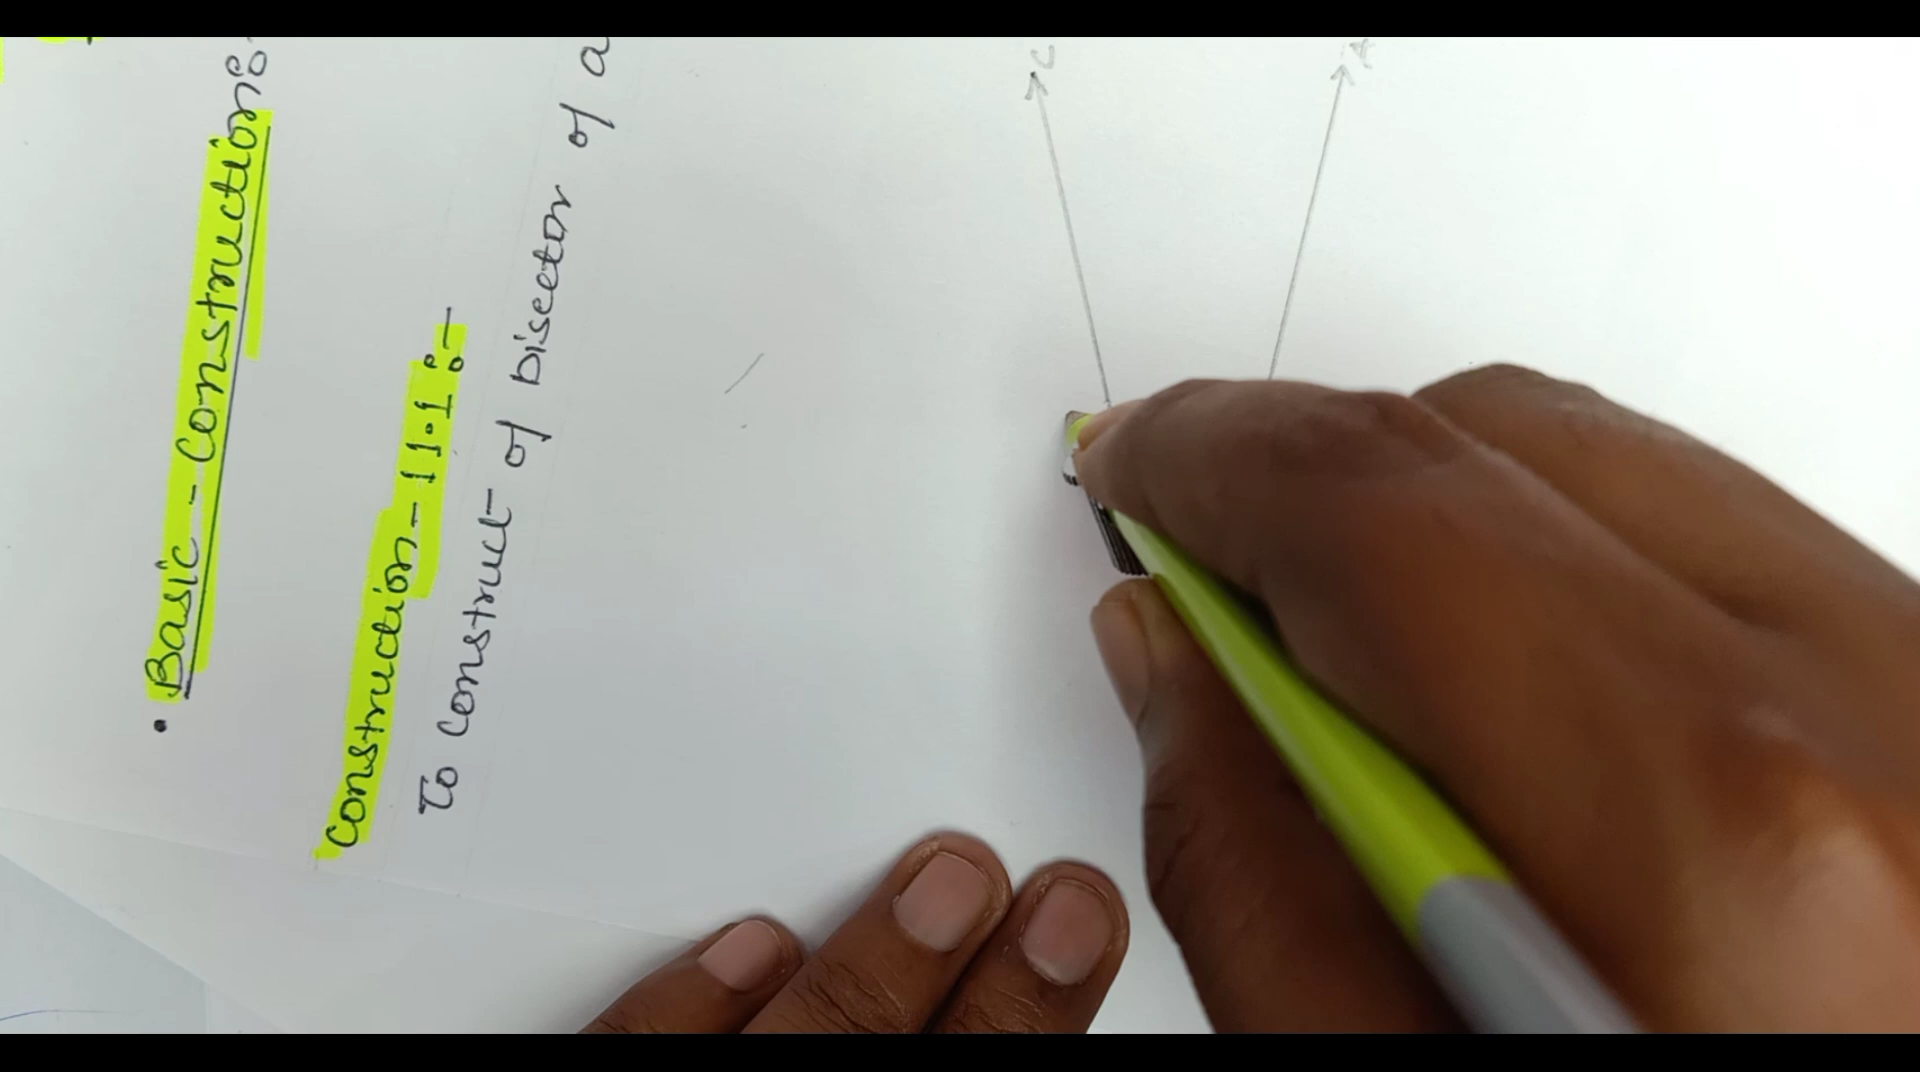 • Basic - Constructions
Construction - 11.1 :-
To construct of Bisector of a
C
A